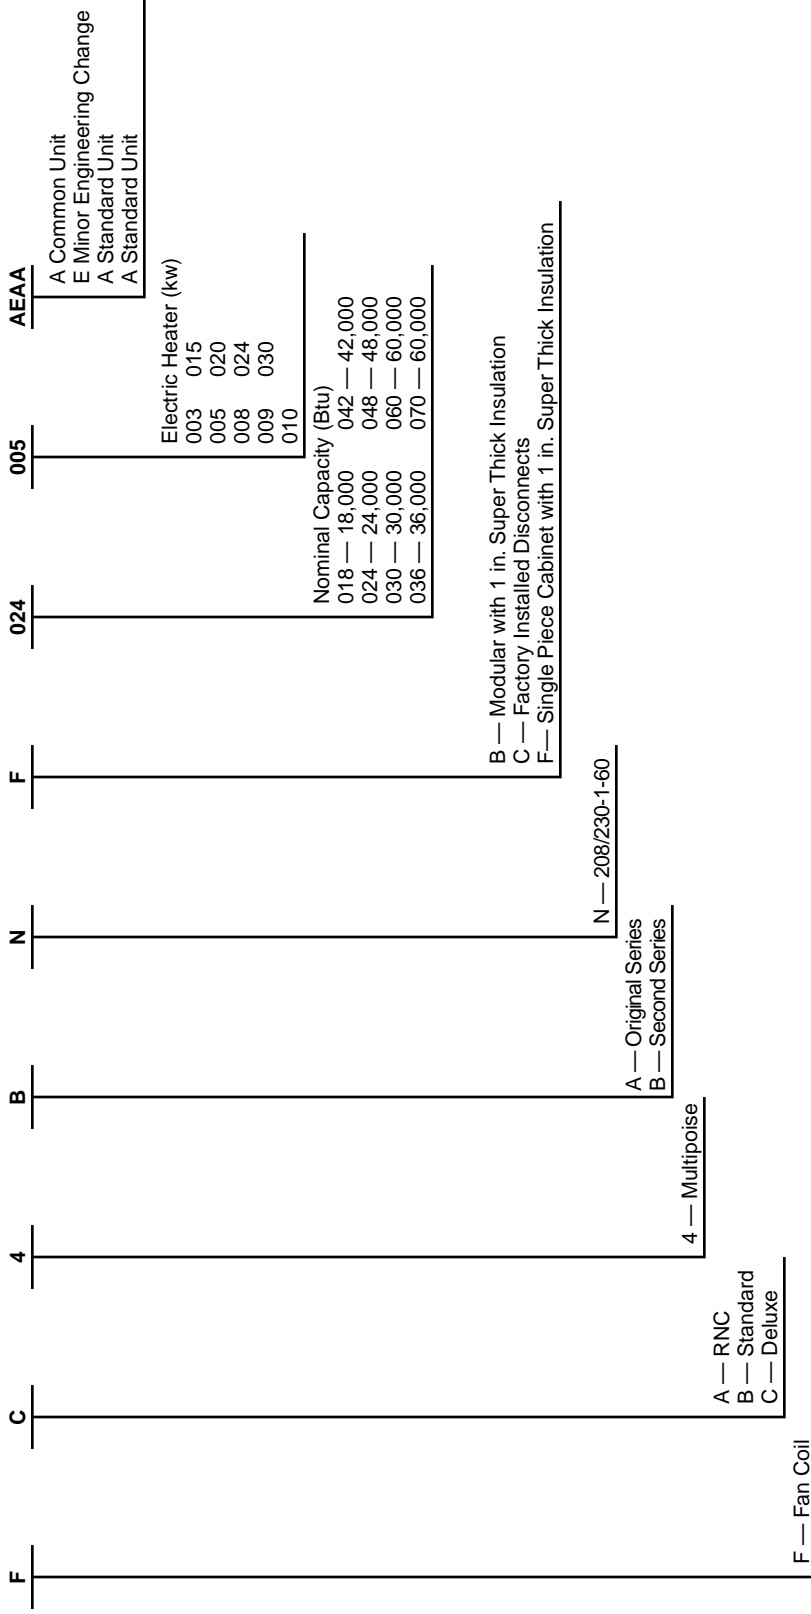 F C 4 B N F 024 005 AEAA
A Common Unit
E Minor Engineering Change
A Standard Unit
A Standard Unit
Electric Heater (kw)
003 015
005 020
008 024
009 030
010
Nominal Capacity (Btu)
018 — 18,000 042 — 42,000
024 — 24,000 048 — 48,000
030 — 30,000 060 — 60,000
036 — 36,000 070 — 60,000
B — Modular with 1 in. Super Thick Insulation
C — Factory Installed Disconnects
F— Single Piece Cabinet with 1 in. Super Thick Insulation
N — 208/230-1-60
A — Original Series
B — Second Series
4 — Multipoise
A — RNC
B — Standard
C — Deluxe
F — Fan Coil